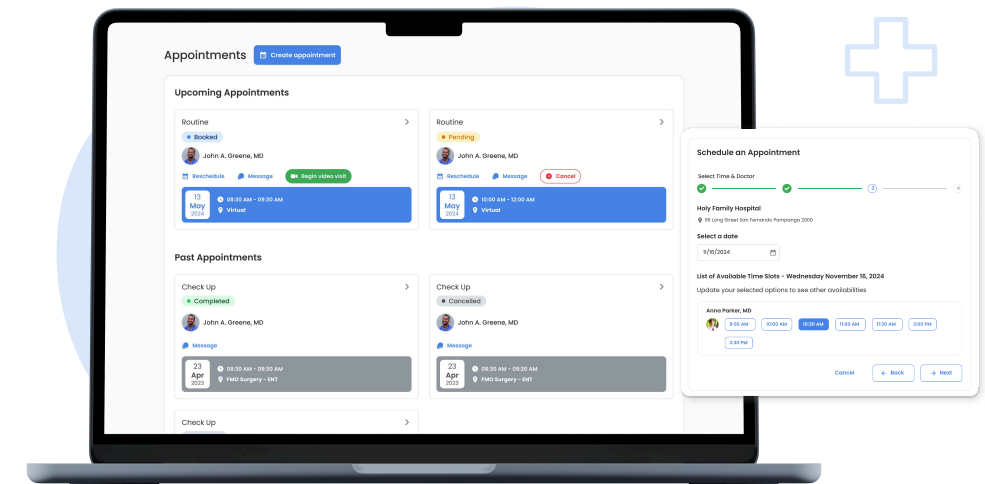 Appointments
Create appointment
Upcoming Appointments
Routine
Booked
John A. Greene, MD
Reschedule Message Begin video visit
13
May
2024
08:30 AM - 09:30 AM
Virtual
Routine
Pending
John A. Greene, MD
Reschedule Message Cancel
13
May
2024
10:00 AM - 12:00 AM
Virtual
Past Appointments
Check Up
Completed
John A. Greene, MD
Message
23
Apr
2023
08:30 AM - 09:30 AM
FMO Surgery - ENT
Check Up
Cancelled
John A. Greene, MD
Message
23
Apr
2023
08:30 AM - 09:30 AM
FMO Surgery - ENT
Check Up
Schedule an Appointment
Select Time & Doctor
3 4
Holy Family Hospital
95 Long Street San Fernando Pampanga 2000
Select a date
11/16/2024
List of Available Time Slots - Wednesday November 16, 2024
Update your selected options to see other availabilities
Anna Parker, MD
9:00 AM 10:00 AM 10:30 AM 11:00 AM 11:30 AM 2:00 PM
3:30 PM
Cancel Back Next